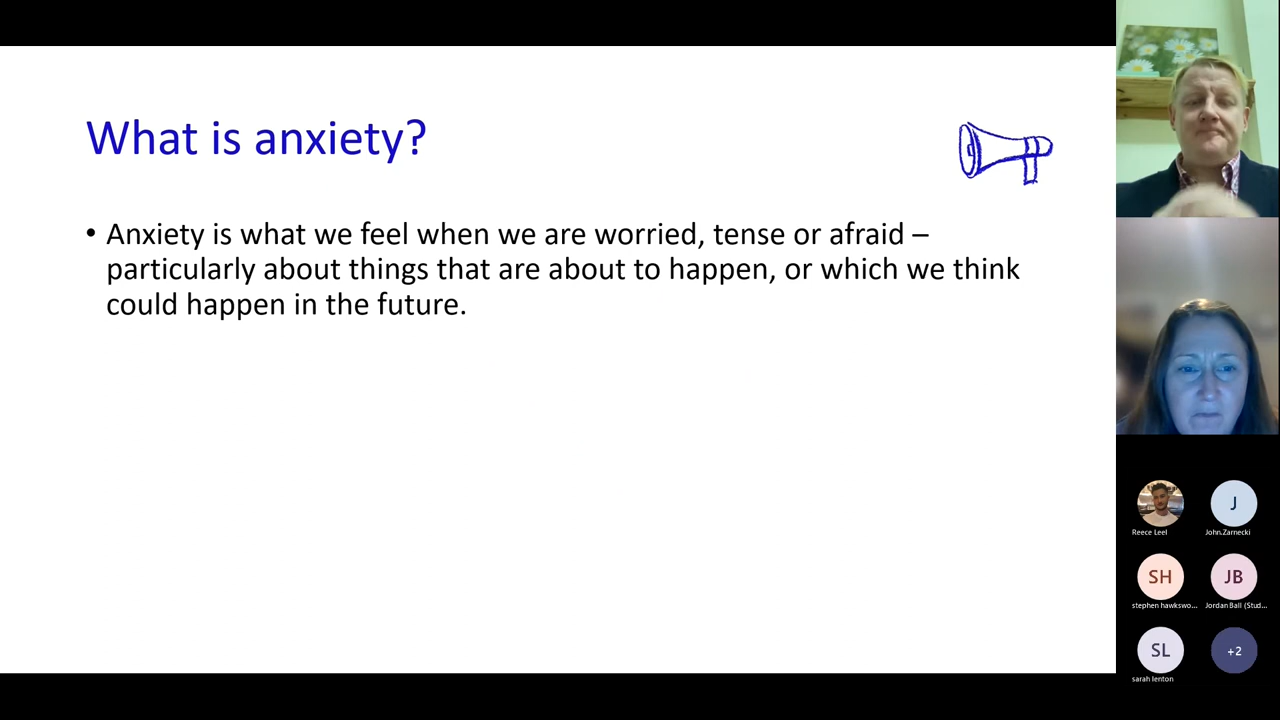 What is anxiety?
• Anxiety is what we feel when we are worried, tense or afraid –
particularly about things that are about to happen, or which we think
could happen in the future.
Reece Leel
J
John.Zarnecki
SH
stephen hawkswo...
JB
Jordan Ball (Stud...
SL
sarah lenton
+2